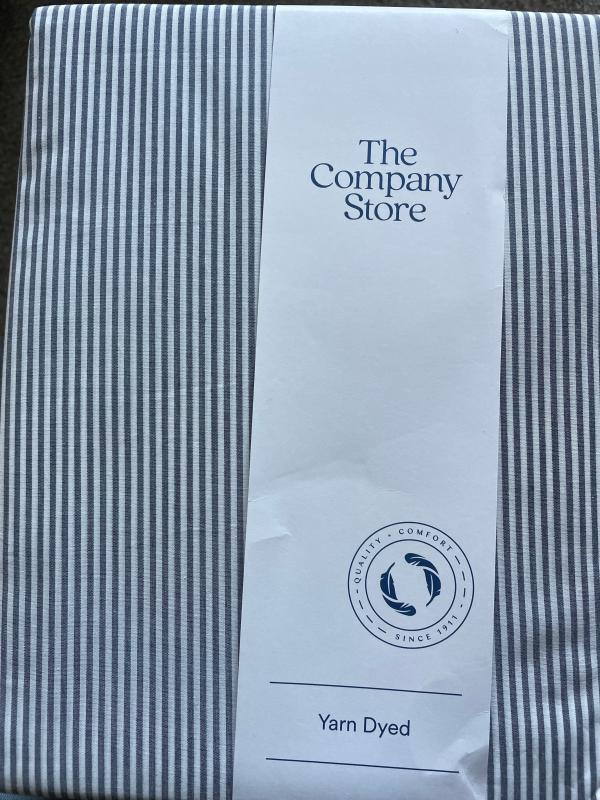 The
Company
Store
QUALITY - COMFORT
SINCE 1911
Yarn Dyed